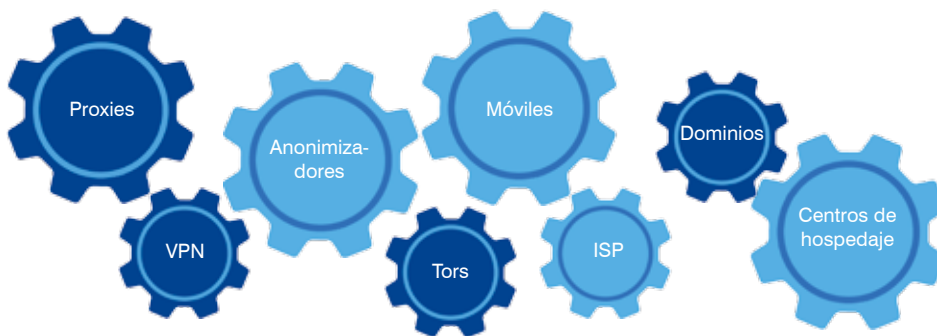 Proxies
Anonimiza-
dores
Móviles
Dominios
VPN
Tors
ISP
Centros de
hospedaje